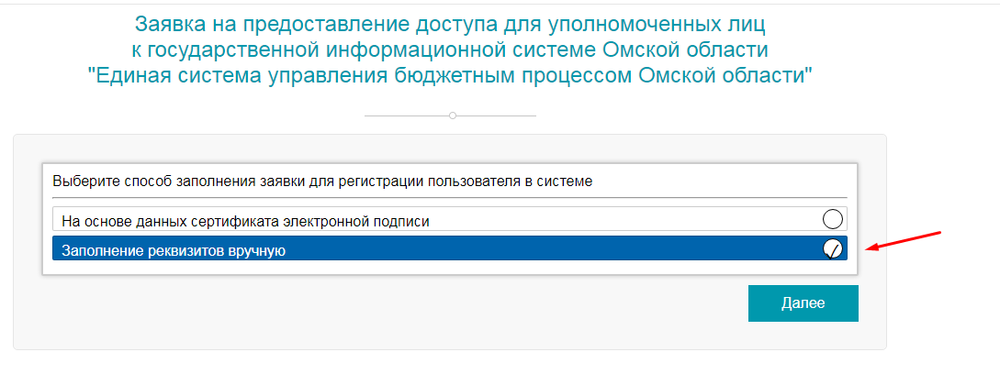 Заявка на предоставление доступа для уполномоченных лиц
к государственной информационной системе Омской области
"Единая система управления бюджетным процессом Омской области"
Выберите способ заполнения заявки для регистрации пользователя в системе
На основе данных сертификата электронной подписи
Заполнение реквизитов вручную
Далее